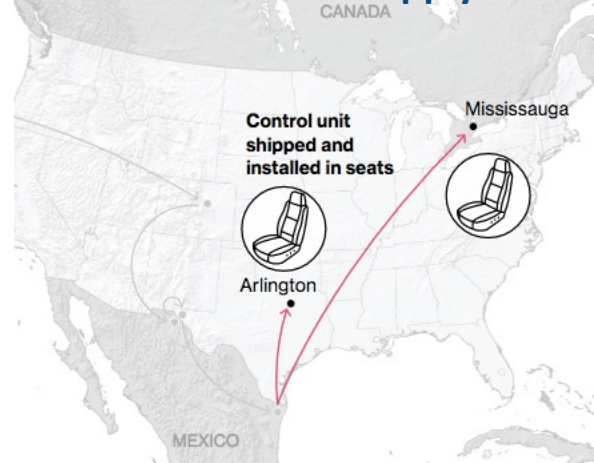 CANADA
Mississauga
Control unit
shipped and
installed in seats
Arlington
MEXICO